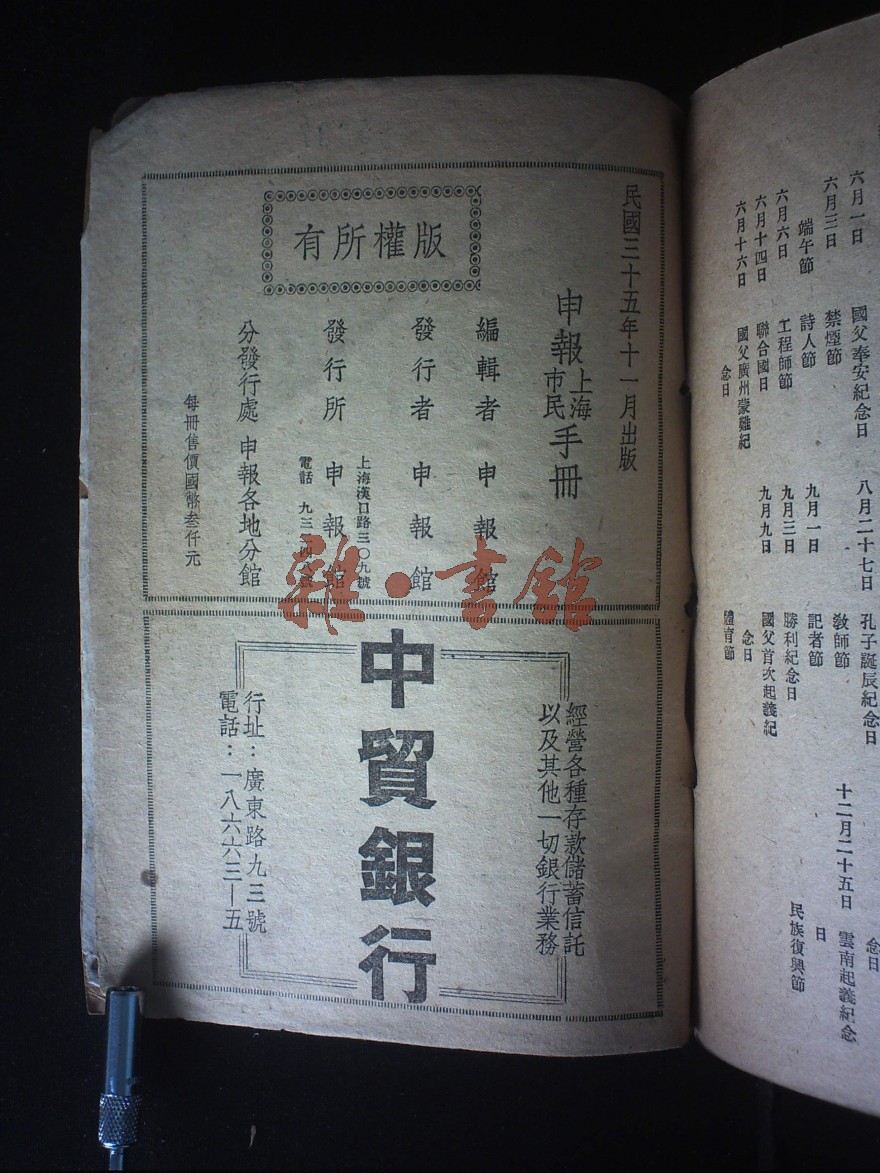 六月一日 國父奉安紀念日
六月三日 禁煙節
端午節 詩人節
六月六日 工程師節
六月十四日 聯合國日
六月十六日 國父廣州蒙難紀
念日
八月二十七日 孔子誕辰紀念日
教師節
九月一日 記者節
九月三日 勝利紀念日
念日
九月九日 國父首次起義紀
體育節
念日
十二月二十五日 雲南起義紀念
日
民族復興節
民國三十五年十一月出版
申報上海市民手冊
版權所有
編輯者 申報館
發行者 申報館
上海漢口路三〇九號
發行所 申報館
電話 九三
分發行處 申報各地分館
每冊售價國幣叁仟元
經營各種存款儲蓄信託
以及其他一切銀行業務
中貿銀行
行址：廣東路九三號
電話：一八六六三—五
雜·書館